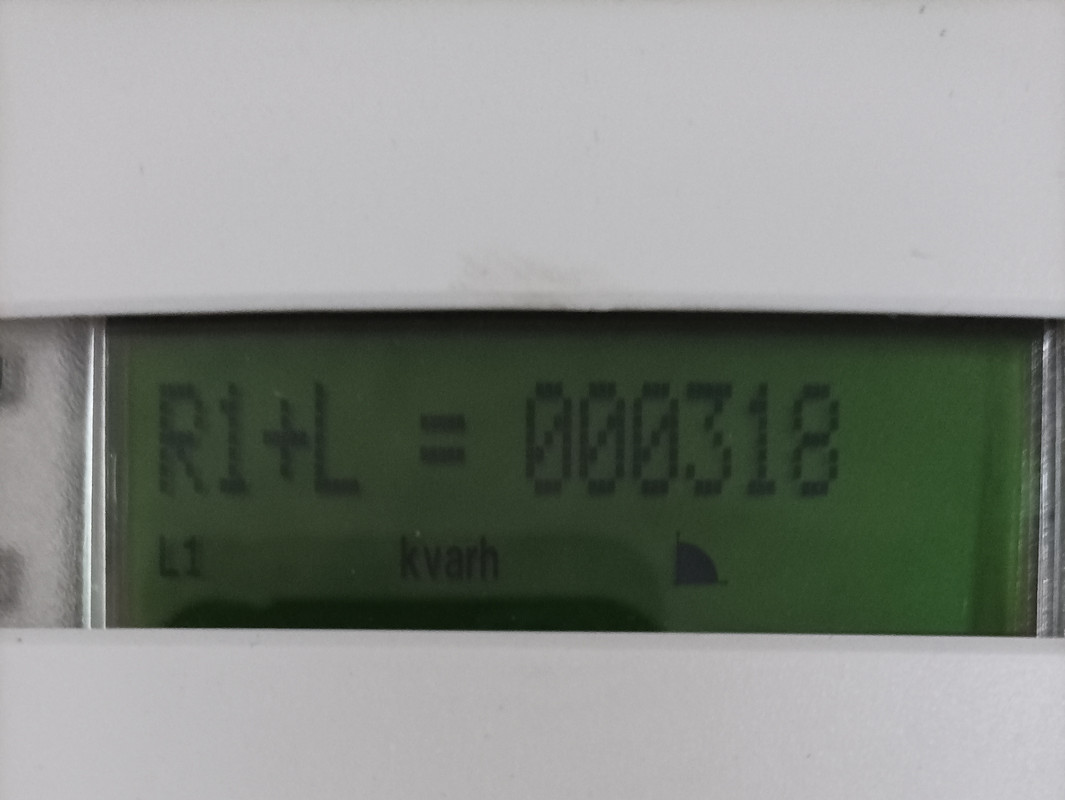 R1+L = 000318
L1 kvarh